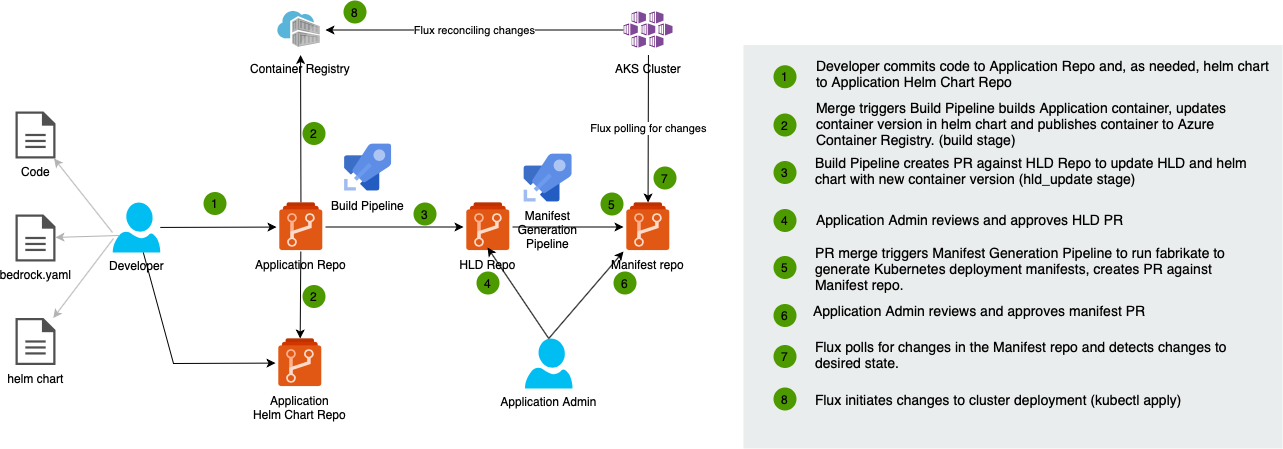 8
Flux reconciling changes
Container Registry
AKS Cluster
Flux polling for changes
2
7
Code
Build Pipeline
Manifest
Generation
Pipeline
1
3
5
bedrock.yaml
Developer
Application Repo
HLD Repo
Manifest repo
2
4
6
helm chart
Application
Helm Chart Repo
Application Admin
1
Developer commits code to Application Repo and, as needed, helm chart
to Application Helm Chart Repo
2
Merge triggers Build Pipeline builds Application container, updates
container version in helm chart and publishes container to Azure
Container Registry. (build stage)
3
Build Pipeline creates PR against HLD Repo to update HLD and helm
chart with new container version (hld_update stage)
4
Application Admin reviews and approves HLD PR
5
PR merge triggers Manifest Generation Pipeline to run fabrikate to
generate Kubernetes deployment manifests, creates PR against
Manifest repo.
6
Application Admin reviews and approves manifest PR
7
Flux polls for changes in the Manifest repo and detects changes to
desired state.
8
Flux initiates changes to cluster deployment (kubectl apply)